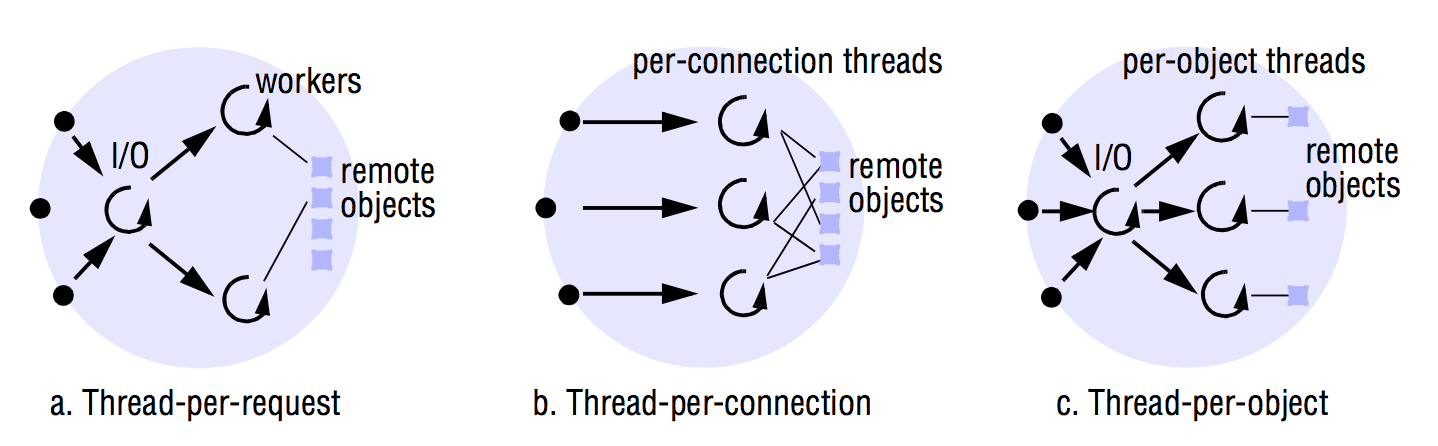 workers
I/O
remote
objects
a. Thread-per-request
per-connection threads
remote
objects
b. Thread-per-connection
per-object threads
I/O
remote
objects
c. Thread-per-object